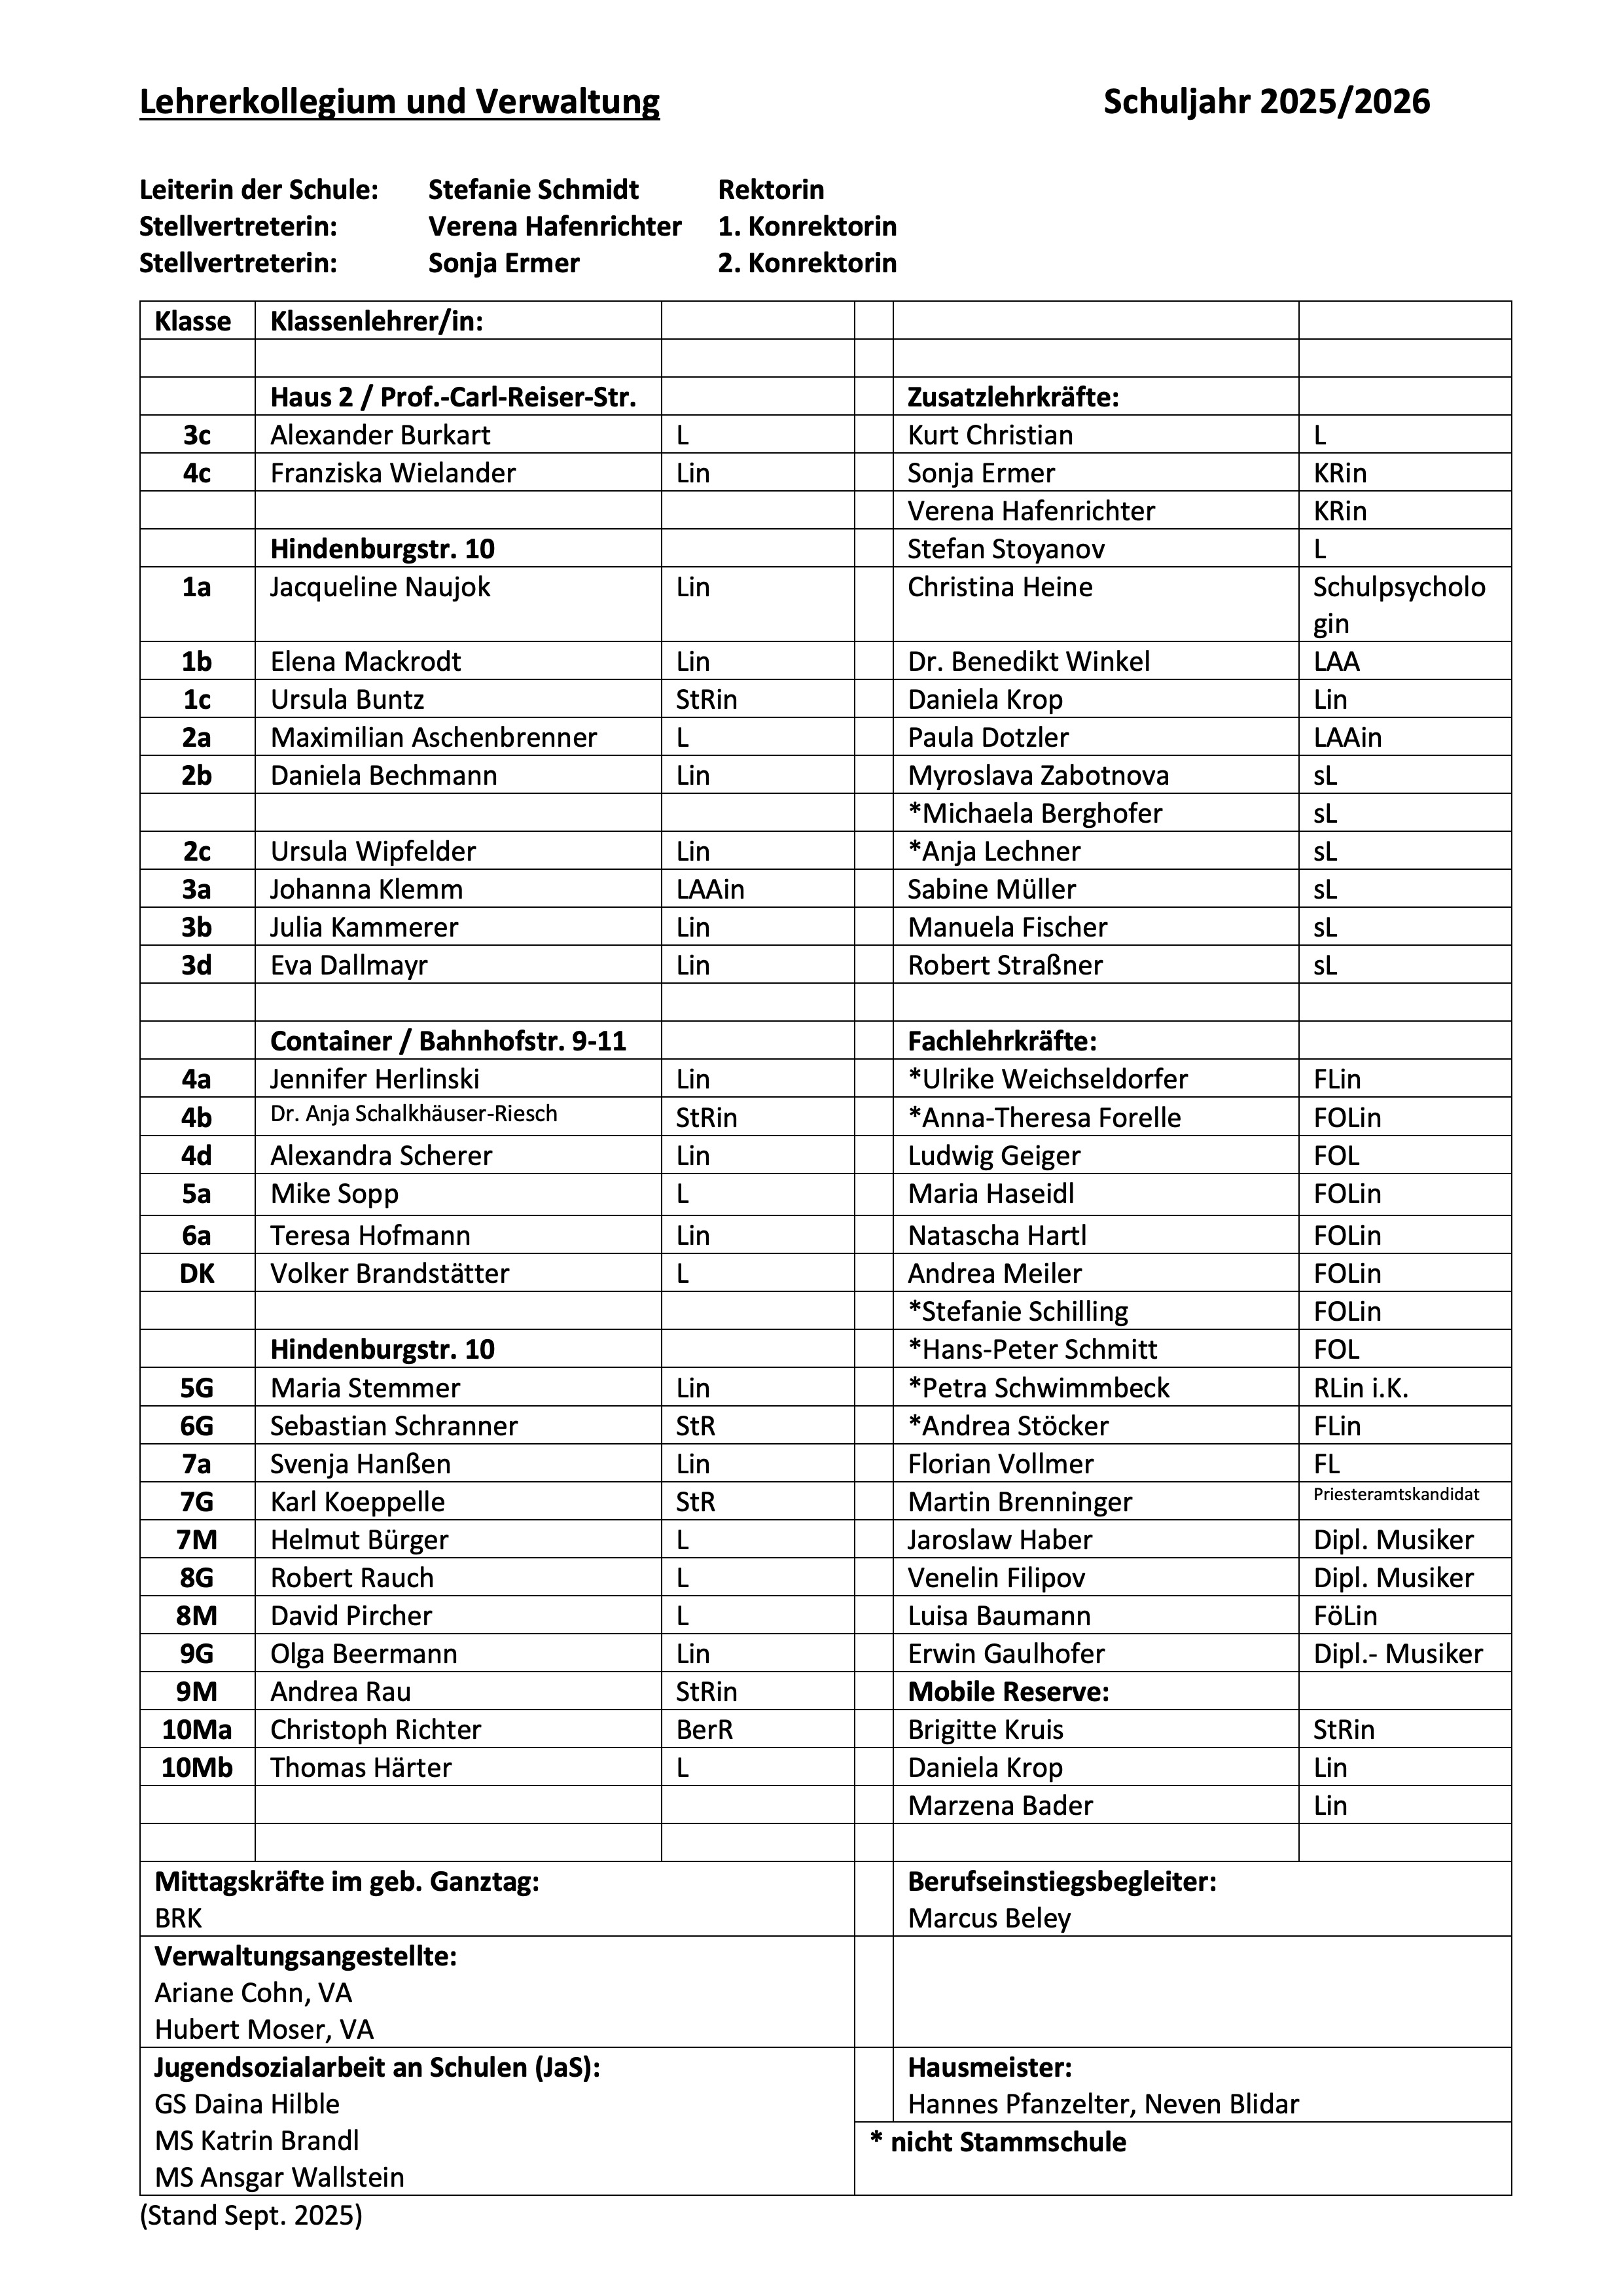 Lehrerkollegium und Verwaltung Schuljahr 2025/2026
Leiterin der Schule: Stefanie Schmidt Rektorin
Stellvertreterin: Verena Hafenrichter 1. Konrektorin
Stellvertreterin: Sonja Ermer 2. Konrektorin
Klasse Klassenlehrer/in:
Haus 2 / Prof.-Carl-Reiser-Str. Zusatzlehrkräfte:
3c Alexander Burkart L Kurt Christian L
4c Franziska Wielander Lin Sonja Ermer KRin
Verena Hafenrichter KRin
Hindenburgstr. 10 Stefan Stoyanov L
1a Jacqueline Naujok Lin Christina Heine Schulpsycholo
gin
1b Elena Mackrodt Lin Dr. Benedikt Winkel LAA
1c Ursula Buntz StRin Daniela Krop Lin
2a Maximilian Aschenbrenner L Paula Dotzler LAAin
2b Daniela Bechmann Lin Myroslava Zabotnova sL
*Michaela Berghofer sL
2c Ursula Wipfelder Lin *Anja Lechner sL
3a Johanna Klemm LAAin Sabine Müller sL
3b Julia Kammerer Lin Manuela Fischer sL
3d Eva Dallmayr Lin Robert Straßner sL
Container / Bahnhofstr. 9-11 Fachlehrkräfte:
4a Jennifer Herlinski Lin *Ulrike Weichseldorfer FLin
4b Dr. Anja Schalkhäuser-Riesch StRin *Anna-Theresa Forelle FOLin
4d Alexandra Scherer Lin Ludwig Geiger FOL
5a Mike Sopp L Maria Haseidl FOLin
6a Teresa Hofmann Lin Natascha Hartl FOLin
DK Volker Brandstätter L Andrea Meiler FOLin
*Stefanie Schilling FOLin
Hindenburgstr. 10 *Hans-Peter Schmitt FOL
5G Maria Stemmer Lin *Petra Schwimmbeck RLin i.K.
6G Sebastian Schranner StR *Andrea Stöcker FLin
7a Svenja Hanßen Lin Florian Vollmer FL
7G Karl Koeppelle StR Martin Brenninger Priesteramtskandidat
7M Helmut Bürger L Jaroslaw Haber Dipl. Musiker
8G Robert Rauch L Venelin Filipov Dipl. Musiker
8M David Pircher L Luisa Baumann FöLin
9G Olga Beermann Lin Erwin Gaulhofer Dipl.- Musiker
9M Andrea Rau StRin Mobile Reserve:
10Ma Christoph Richter BerR Brigitte Kruis StRin
10Mb Thomas Härter L Daniela Krop Lin
Marzena Bader Lin
Mittagskräfte im geb. Ganztag: Berufseinstiegsbegleiter:
BRK Marcus Beley
Verwaltungsangestellte:
Ariane Cohn, VA
Hubert Moser, VA
Jugendsozialarbeit an Schulen (JaS): Hausmeister:
GS Daina Hilble Hannes Pfanzelter, Neven Blidar
MS Katrin Brandl * nicht Stammschule
MS Ansgar Wallstein
(Stand Sept. 2025)